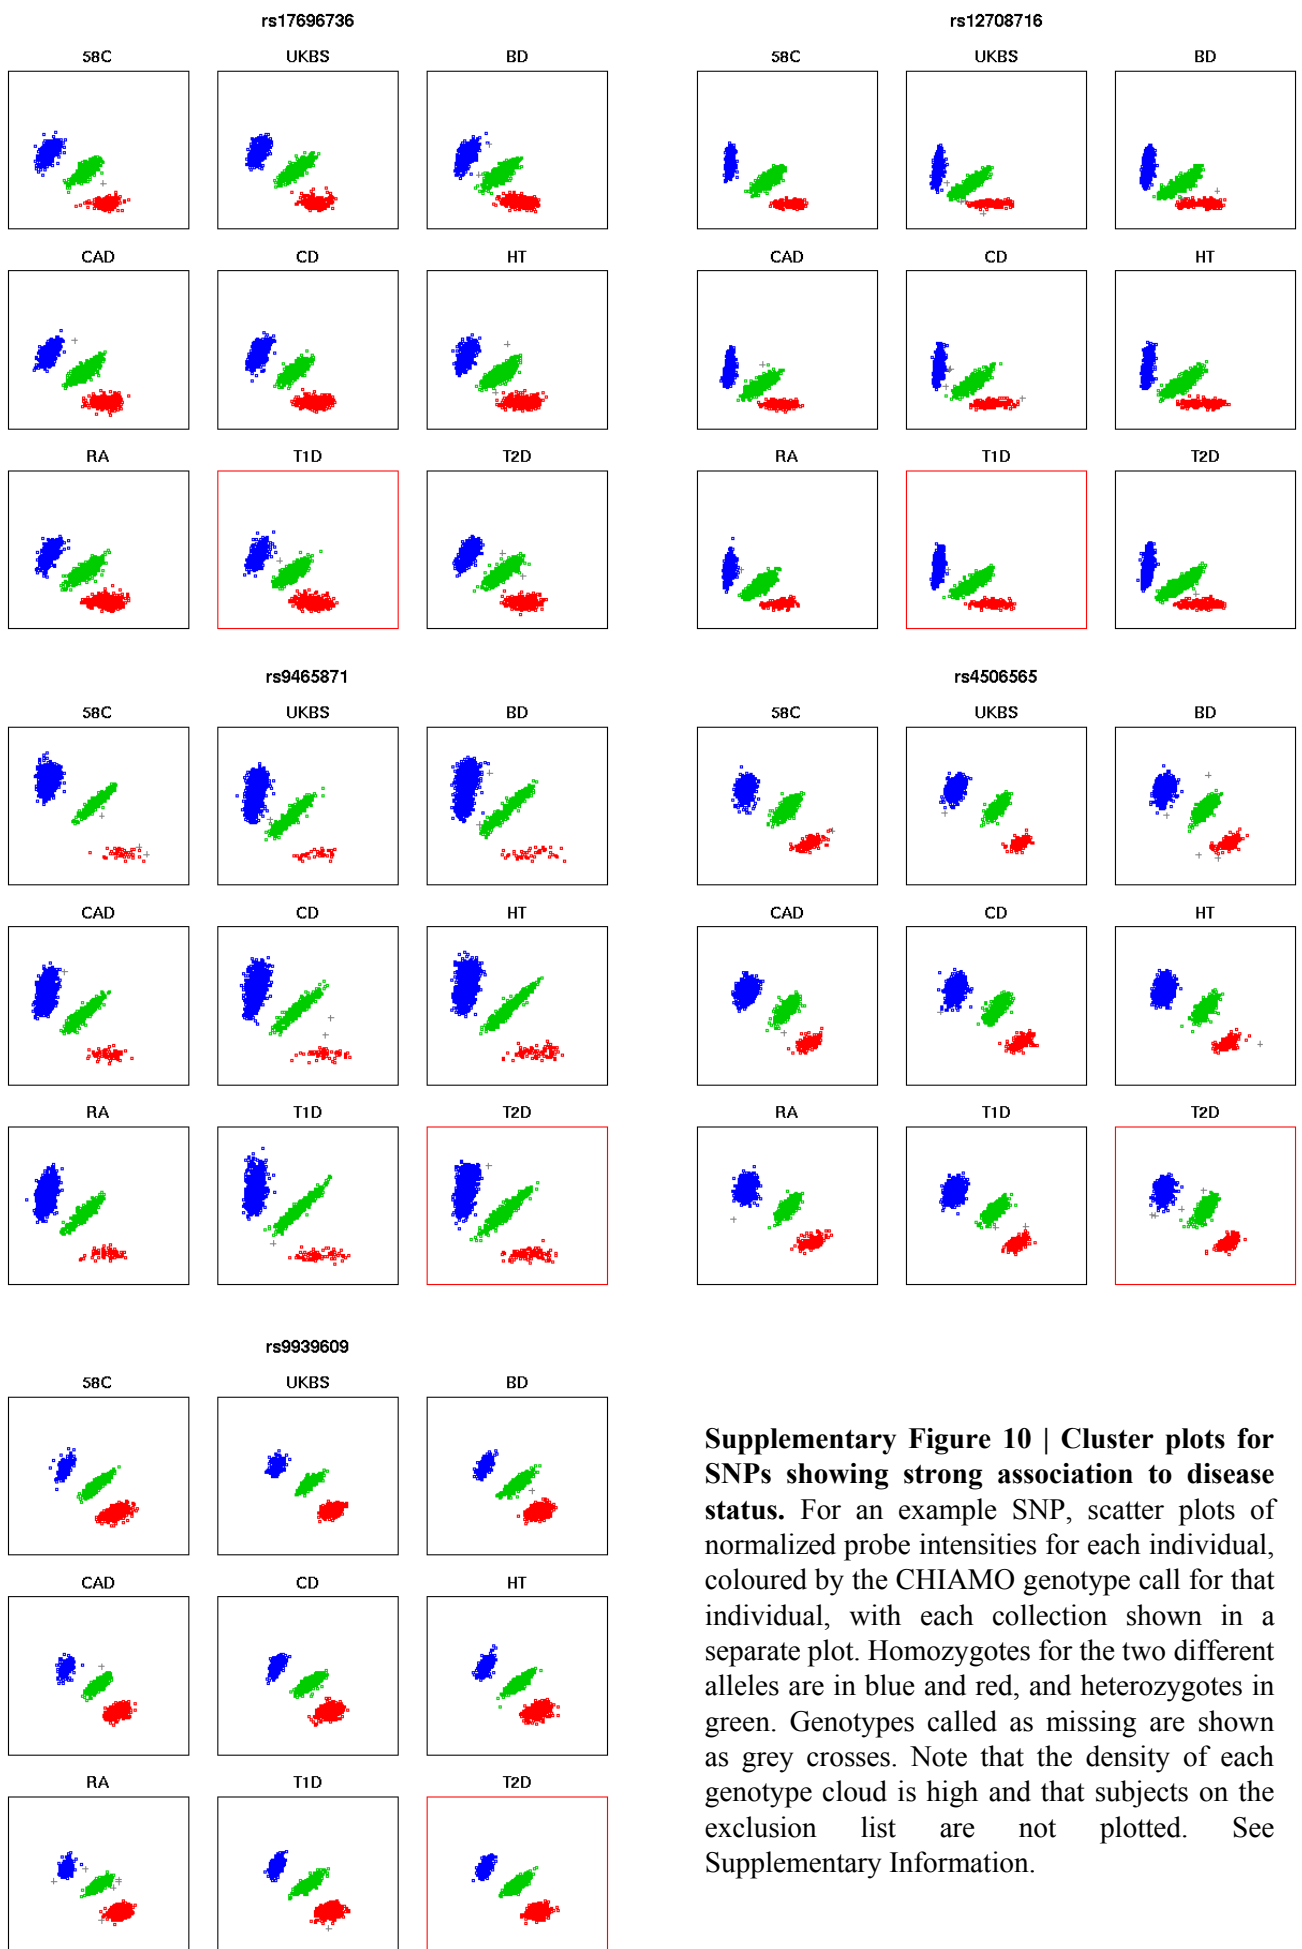 rs17696736
58C UKBS BD
CAD CD HT
RA T1D T2D
rs12708716
58C UKBS BD
CAD CD HT
RA T1D T2D
rs9465871
58C UKBS BD
CAD CD HT
RA T1D T2D
rs4506565
58C UKBS BD
CAD CD HT
RA T1D T2D
rs9939609
58C UKBS BD
CAD CD HT
RA T1D T2D
Supplementary Figure 10 | Cluster plots for
SNPs showing strong association to disease
status. For an example SNP, scatter plots of
normalized probe intensities for each individual,
coloured by the CHIAMO genotype call for that
individual, with each collection shown in a
separate plot. Homozygotes for the two different
alleles are in blue and red, and heterozygotes in
green. Genotypes called as missing are shown
as grey crosses. Note that the density of each
genotype cloud is high and that subjects on the
exclusion list are not plotted. See
Supplementary Information.